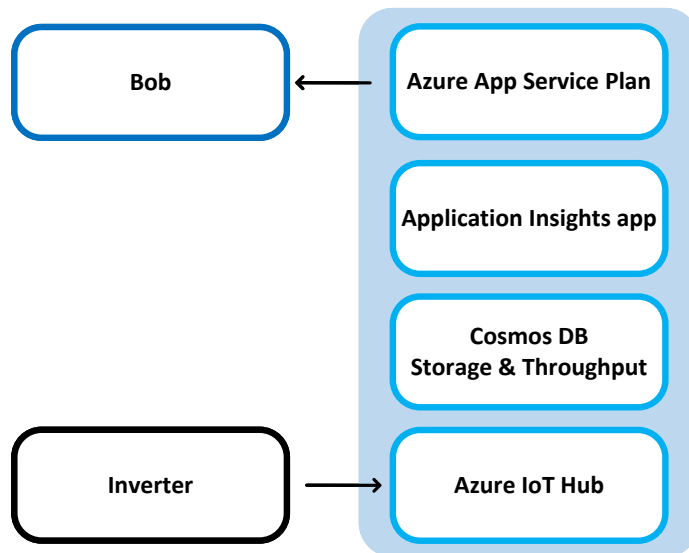 Bob
Azure App Service Plan
Application Insights app
Cosmos DB
Storage & Throughput
Inverter
Azure IoT Hub